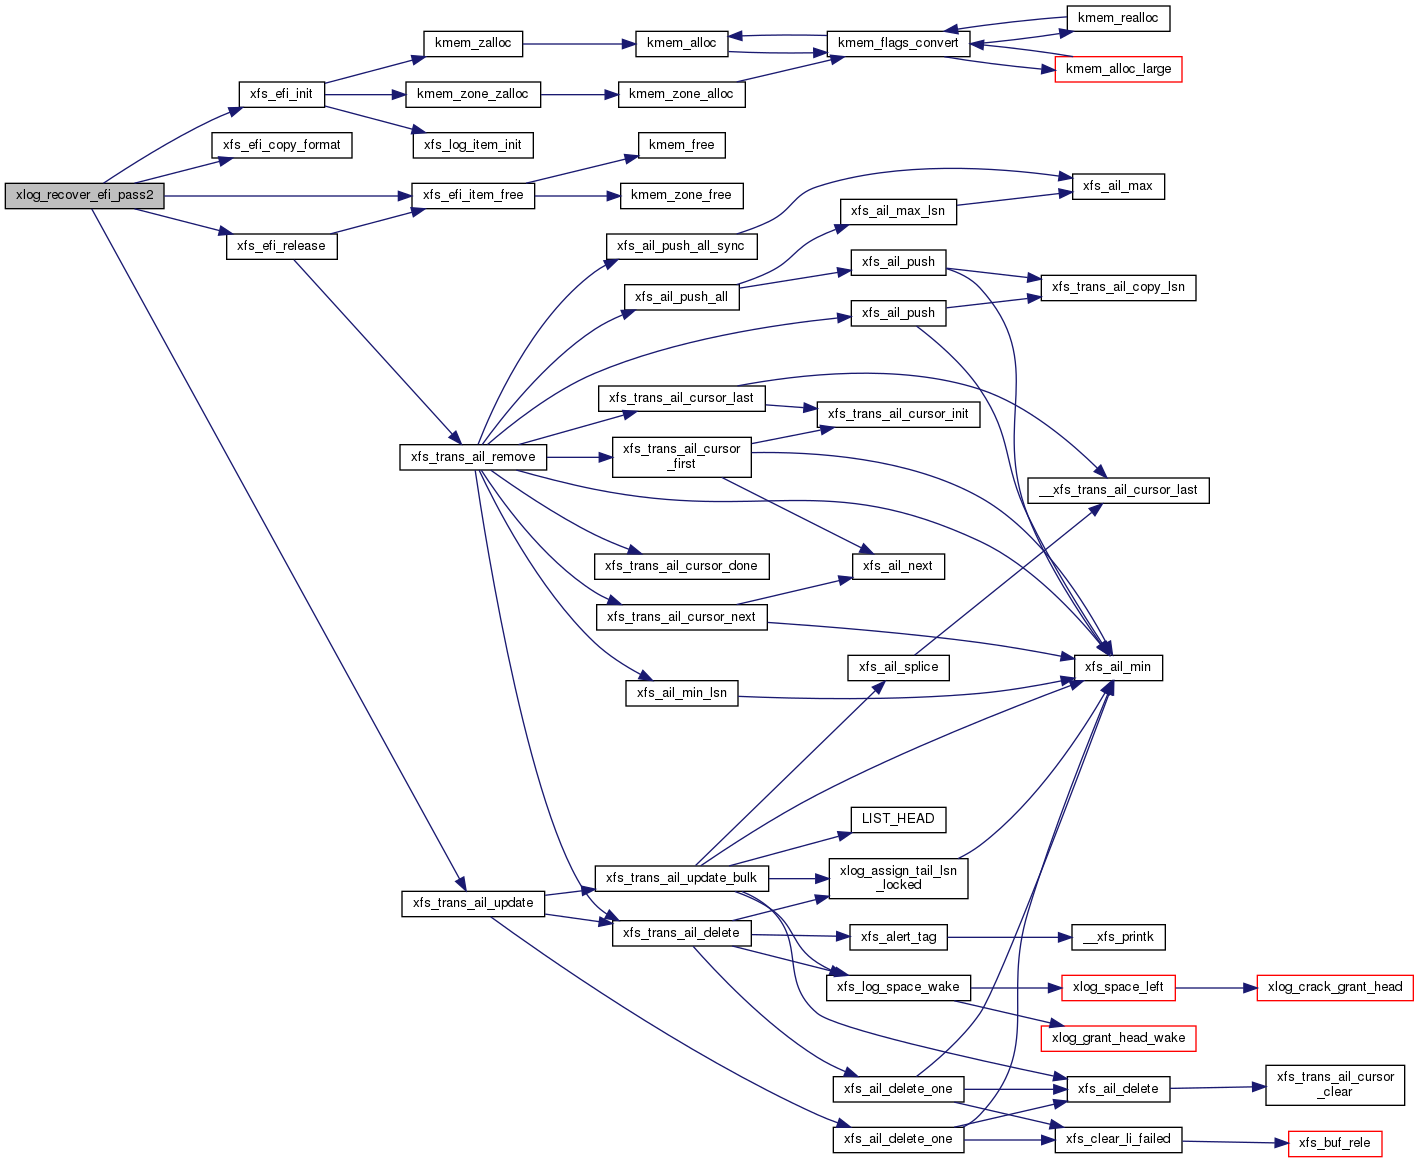 kmem_realloc
kmem_zalloc
kmem_alloc
kmem_flags_convert
kmem_alloc_large
xfs_efi_init
kmem_zone_zalloc
kmem_zone_alloc
xfs_efi_copy_format
xfs_log_item_init
kmem_free
xlog_recover_efi_pass2
xfs_efi_item_free
kmem_zone_free
xfs_ail_max
xfs_ail_max_lsn
xfs_efi_release
xfs_ail_push_all_sync
xfs_ail_push
xfs_trans_ail_copy_lsn
xfs_ail_push_all
xfs_ail_push
xfs_trans_ail_cursor_last
xfs_trans_ail_cursor_init
xfs_trans_ail_remove
xfs_trans_ail_cursor
_first
__xfs_trans_ail_cursor_last
xfs_trans_ail_cursor_done
xfs_ail_next
xfs_trans_ail_cursor_next
xfs_ail_splice
xfs_ail_min
xfs_ail_min_lsn
LIST_HEAD
xfs_trans_ail_update_bulk
xlog_assign_tail_lsn
_locked
xfs_trans_ail_update
xfs_trans_ail_delete
xfs_alert_tag
__xfs_printk
xfs_log_space_wake
xlog_space_left
xlog_crack_grant_head
xlog_grant_head_wake
xfs_ail_delete_one
xfs_ail_delete
xfs_trans_ail_cursor
_clear
xfs_ail_delete_one
xfs_clear_li_failed
xfs_buf_rele